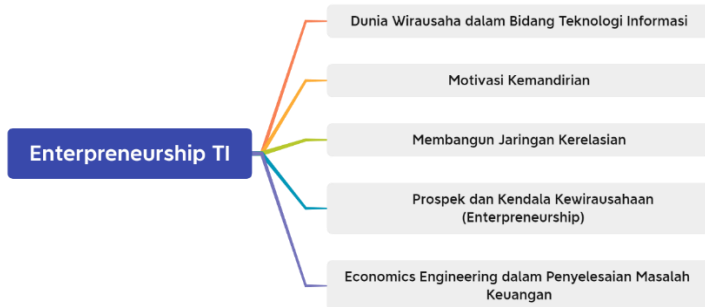 Enterpreneurship TI
Dunia Wirausaha dalam Bidang Teknologi Informasi
Motivasi Kemandirian
Membangun Jaringan Kerelasian
Prospek dan Kendala Kewirausahaan
(Enterpreneurship)
Economics Engineering dalam Penyelesaian Masalah
Keuangan